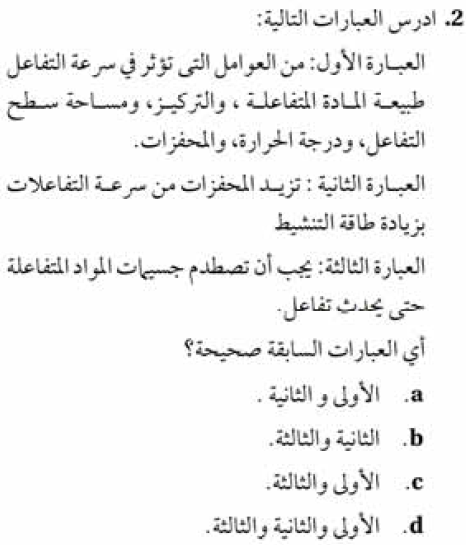 2. ادرس العبارات التالية:
العبارة الأول: من العوامل التى تؤثر في سرعة التفاعل
طبيعة المادة المتفاعلة ، والتركيز، ومساحة سطح
التفاعل، ودرجة الحرارة، والمحفزات.
العبارة الثانية : تزيد المحفزات من سرعة التفاعلات
بزيادة طاقة التنشيط
العبارة الثالثة: يجب أن تصطدم جسيمات المواد المتفاعلة
حتى يحدث تفاعل.
أي العبارات السابقة صحيحة؟
a. الأولى و الثانية .
b. الثانية والثالثة.
c. الأولى والثالثة.
d. الأولى والثانية والثالثة.